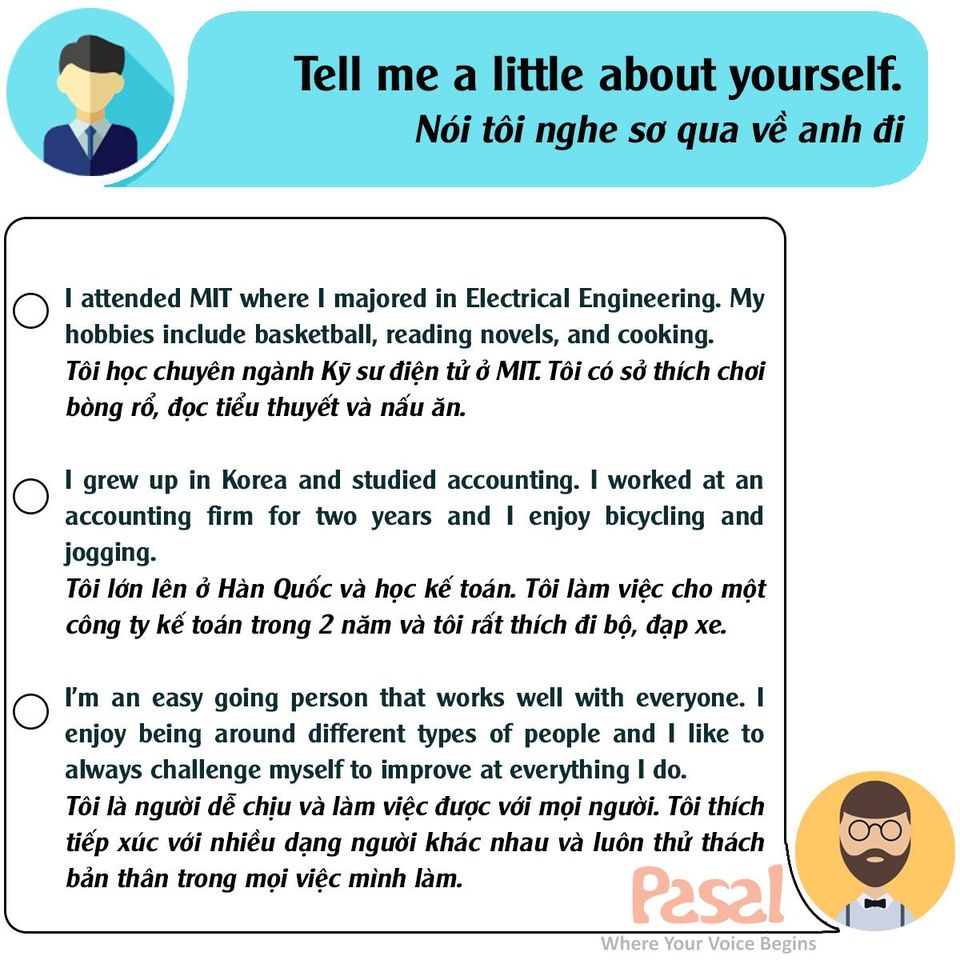 Tell me a little about yourself.
Nói tôi nghe sơ qua về anh đi
I attended MIT where I majored in Electrical Engineering. My
hobbies include basketball, reading novels, and cooking.
Tôi học chuyên ngành Kỹ sư điện tử ở MIT. Tôi có sở thích chơi
bòng rổ, đọc tiểu thuyết và nấu ăn.
I grew up in Korea and studied accounting. I worked at an
accounting firm for two years and I enjoy bicycling and
jogging.
Tôi lớn lên ở Hàn Quốc và học kế toán. Tôi làm việc cho một
công ty kế toán trong 2 năm và tôi rất thích đi bộ, đạp xe.
I'm an easy going person that works well with everyone. I
enjoy being around different types of people and I like to
always challenge myself to improve at everything I do.
Tôi là người dễ chịu và làm việc được với mọi người. Tôi thích
tiếp xúc với nhiều dạng người khác nhau và luôn thử thách
bản thân trong mọi việc mình làm.
Pasal
Where Your Voice Begins